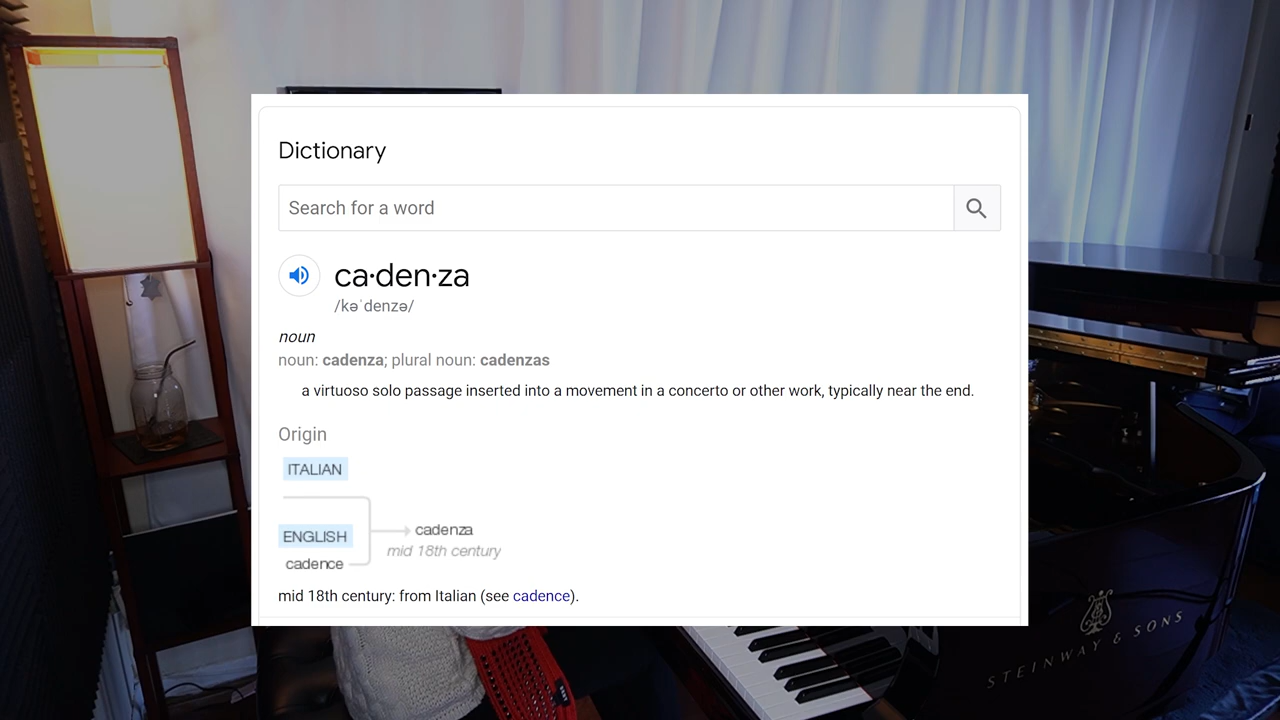 Dictionary
Search for a word
ca·den·za
/kəˈdenzə/
noun
noun: cadenza; plural noun: cadenzas
a virtuoso solo passage inserted into a movement in a concerto or other work, typically near the end.
Origin
ITALIAN
ENGLISH
cadence
cadenza
mid 18th century
mid 18th century: from Italian (see cadence).
STEINWAY & SONS